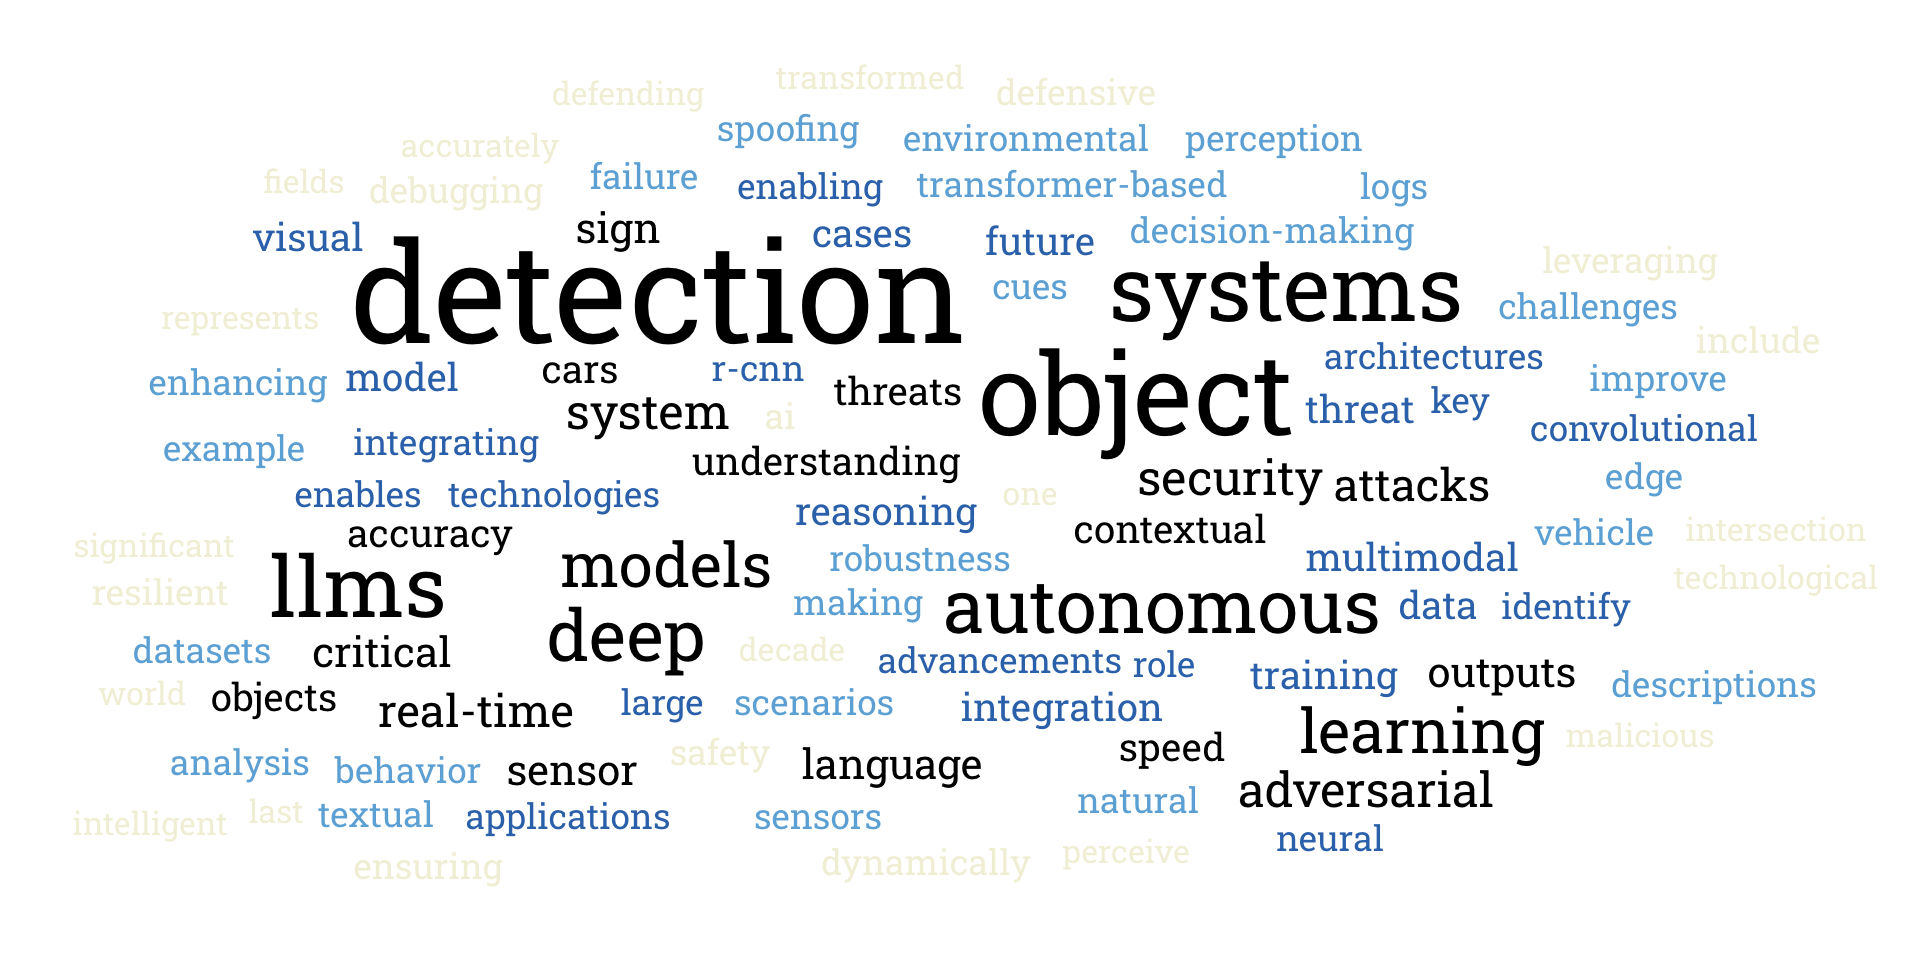 transformed
defending
defensive
spoofing
environmental
perception
accurately
failure
fields
debugging
enabling
transformer-based
logs
visual
sign
cases
future
decision-making
detection
cues
systems
leveraging
represents
challenges
include
enhancing
model
cars
r-cnn
threats
object
architectures
improve
system
ai
threat
key
example
integrating
understanding
convolutional
enables
technologies
reasoning
one
security
attacks
edge
significant
accuracy
contextual
vehicle
intersection
resilient
llms
models
robustness
multimodal
technological
making
autonomous
data
identify
datasets
critical
deep
decade
advancements
role
training
outputs
descriptions
world
objects
real-time
large
scenarios
integration
learning
malicious
analysis
behavior
sensor
safety
language
speed
adversarial
intelligent
last
textual
applications
sensors
natural
neural
ensuring
dynamically
perceive